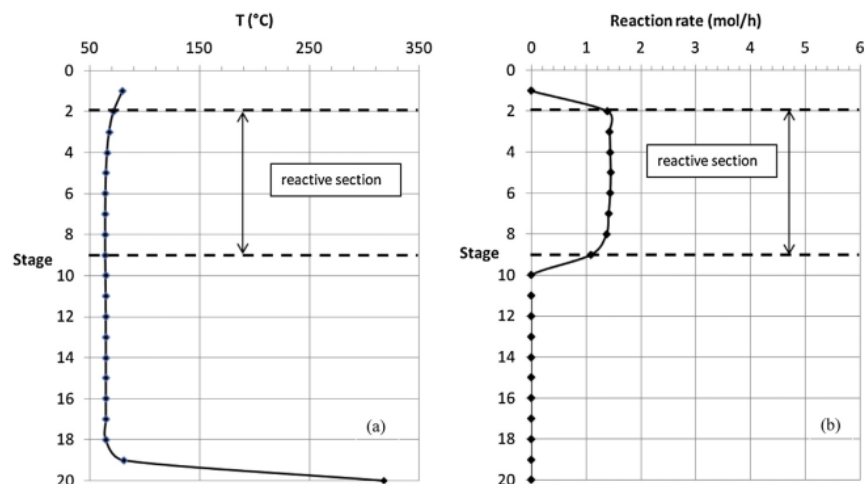 T (°C)
50 150 250 350
0
2
4
6
8
Stage
10
12
14
16
18
20
reactive section
(a)
Reaction rate (mol/h)
0 1 2 3 4 5 6
0
2
4
6
8
Stage
10
12
14
16
18
20
reactive section
(b)